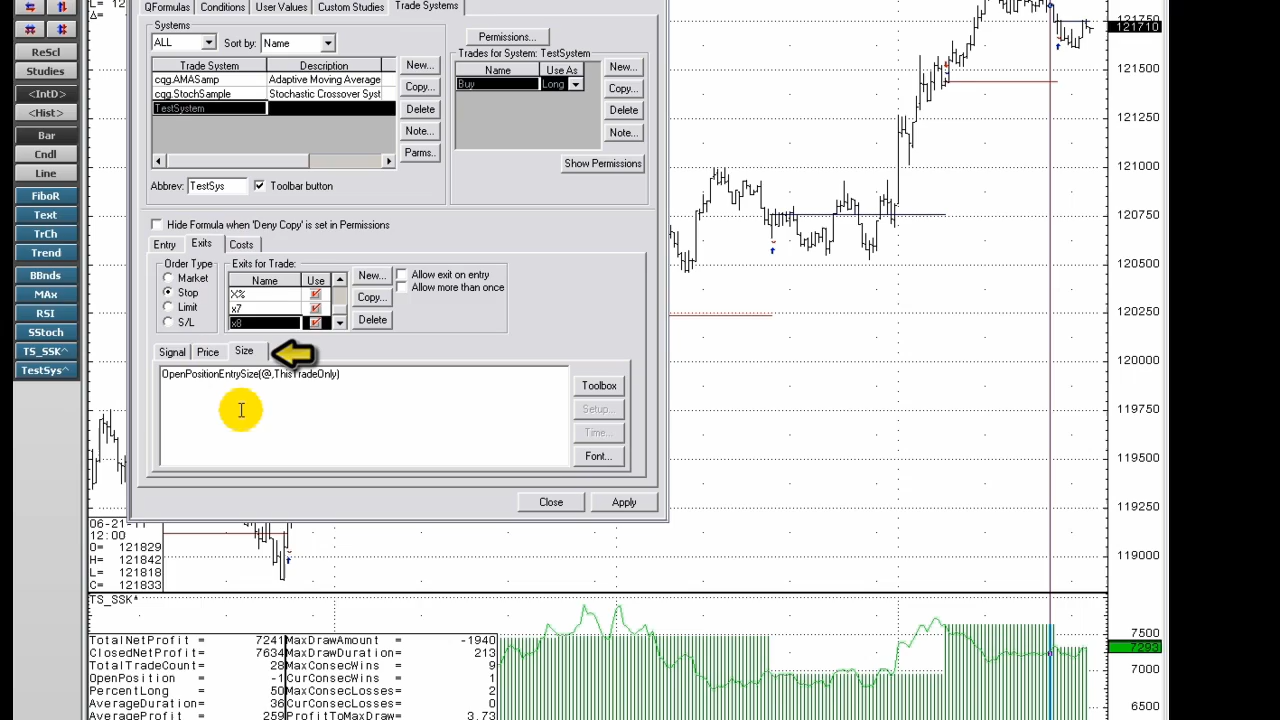 L= 12
Δ=
QFormulas Conditions User Values Custom Studies Trade Systems
Systems
ALL Sort by: Name
Trade System Description
cqg.AMASamp Adaptive Moving Average
cqg.StochSample Stochastic Crossover Syst
TestSystem
New...
Copy...
Delete
Note...
Parms...
Abbrev: TestSys Toolbar button
Permissions...
Trades for System: TestSystem
Name Use As
Buy Long
New...
Copy...
Delete
Note...
Show Permissions
Hide Formula when 'Deny Copy' is set in Permissions
Entry Exits Costs
Order Type
Market
Stop
Limit
S/L
Exits for Trade:
Name Use
X%
x7
x8
New...
Copy...
Delete
Allow exit on entry
Allow more than once
Signal Price Size
OpenPositionEntrySize(@,ThisTradeOnly)
Toolbox
Setup...
Time...
Font...
Close Apply
ReScl
Studies
<IntD>
<Hist>
Bar
Cndl
Line
FiboR
Text
TrCh
Trend
BBnds
MAx
RSI
SStoch
TS_SSK^
TestSys^
121750
121710
121500
121250
121000
120750
120500
120250
120000
119750
119500
119250
119000
06-21-11
12:00
O= 121829
H= 121842
L= 121818
C= 121833
TS_SSK^
TotalNetProfit = 7241 MaxDrawAmount = -1940
ClosedNetProfit = 7634 MaxDrawDuration = 213
TotalTradeCount = 28 MaxConsecWins = 9
OpenPosition = -1 CurConsecWins = 1
PercentLong = 50 MaxConsecLosses = 2
AverageDuration = 36 CurConsecLosses = 0
AverageProfit = 259 ProfitToMaxDraw = 3.73
7500
7293
7000
6500